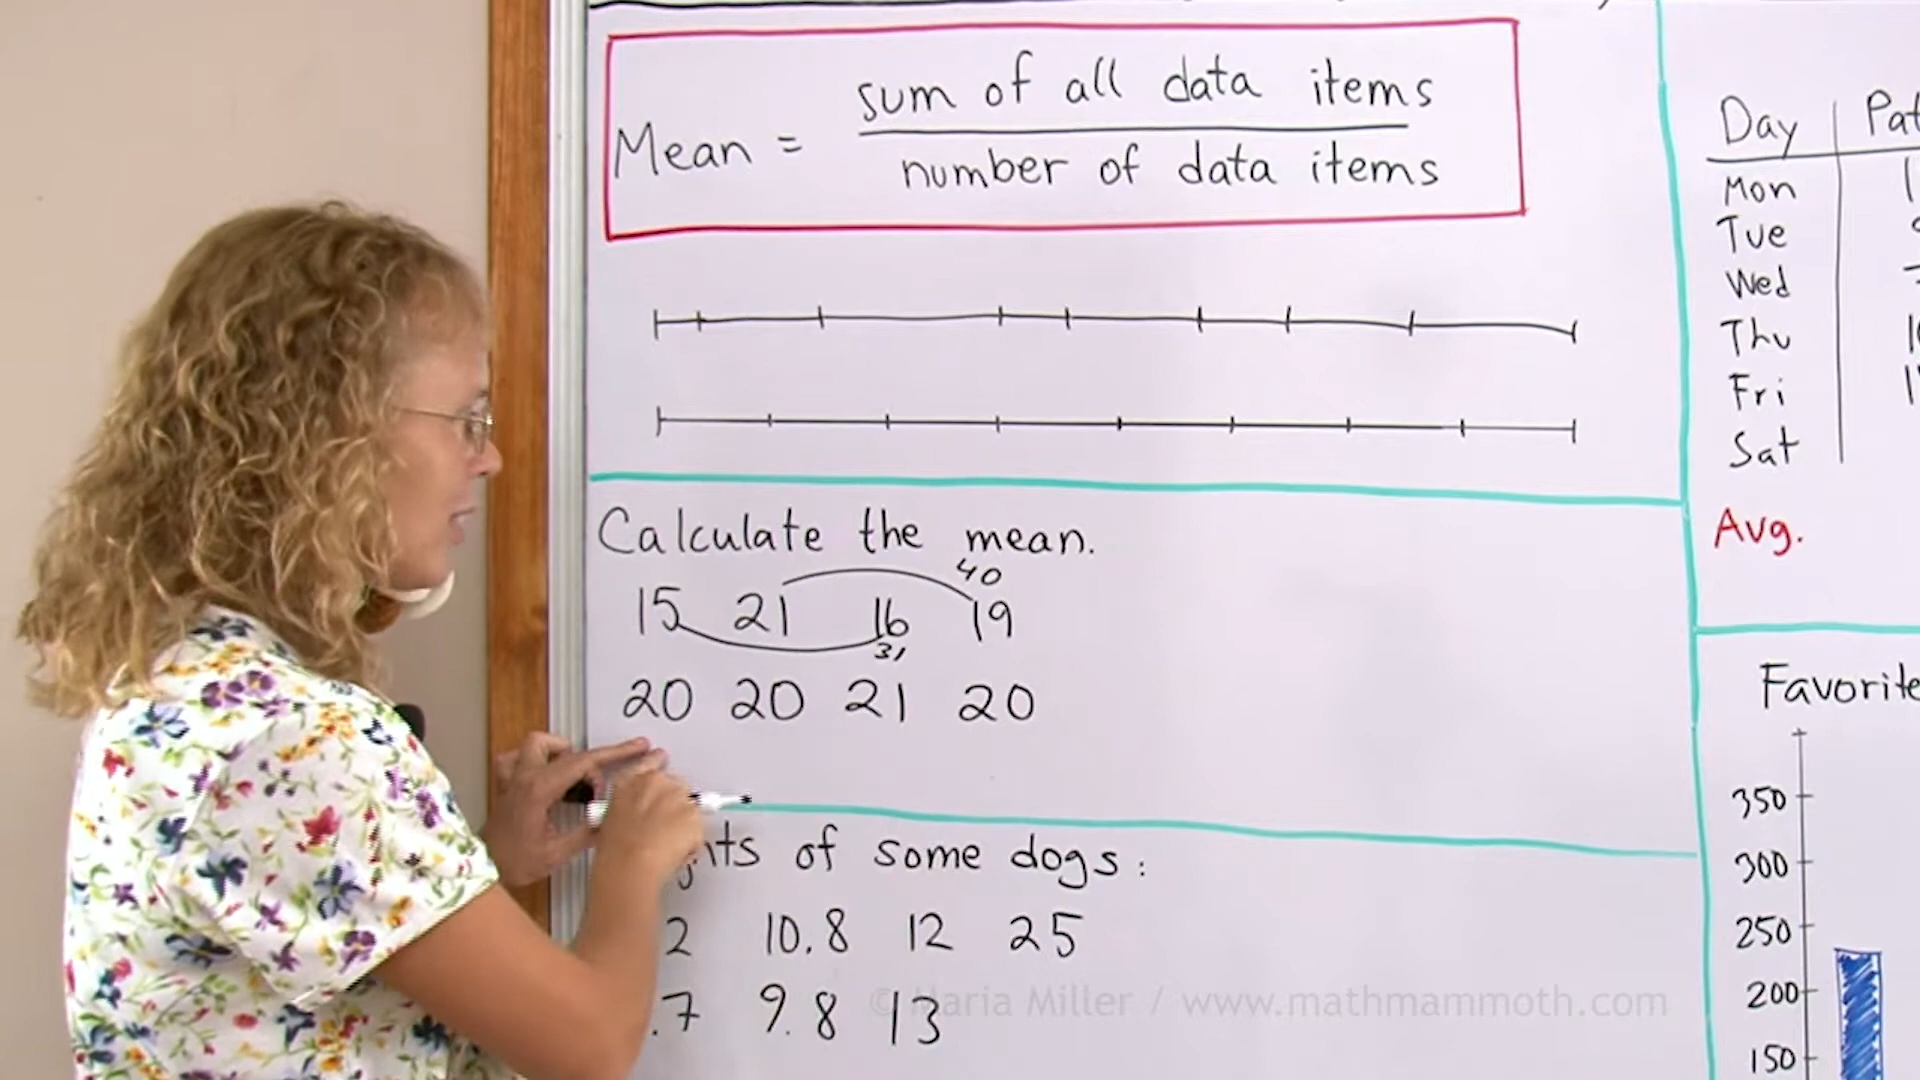 Mean = sum of all data items
number of data items
Calculate the mean.
40
15 21 16 19
31
20 20 21 20
of some dogs:
2 10.8 12 25
.7 9.8 13
Day
Mon
Tue
Wed
Thu
Fri
Sat
Avg.
Favorite
350
300
250
200
150
© Maria Miller / www.mathmammoth.com